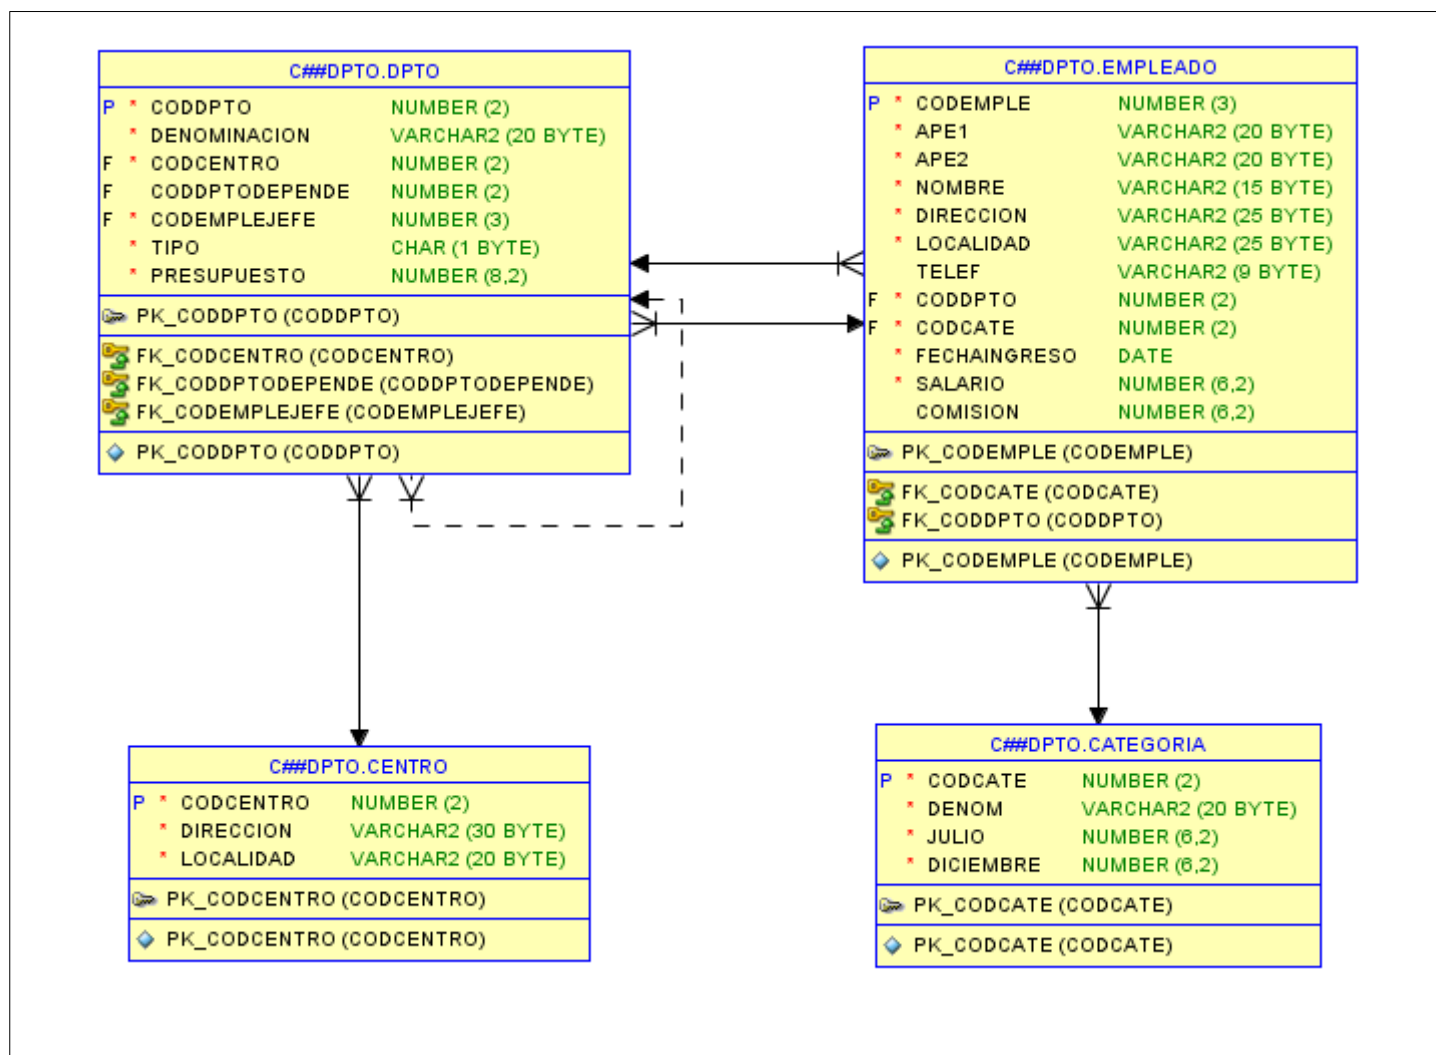 C##DPTO.DPTO
P * CODDPTO NUMBER (2)
* DENOMINACION VARCHAR2 (20 BYTE)
F * CODCENTRO NUMBER (2)
F CODDPTODEPENDE NUMBER (2)
F * CODEMPLEJEFE NUMBER (3)
* TIPO CHAR (1 BYTE)
* PRESUPUESTO NUMBER (8,2)
PK_CODDPTO (CODDPTO)
FK_CODCENTRO (CODCENTRO)
FK_CODDPTODEPENDE (CODDPTODEPENDE)
FK_CODEMPLEJEFE (CODEMPLEJEFE)
PK_CODDPTO (CODDPTO)
C##DPTO.EMPLEADO
P * CODEMPLE NUMBER (3)
* APE1 VARCHAR2 (20 BYTE)
* APE2 VARCHAR2 (20 BYTE)
* NOMBRE VARCHAR2 (15 BYTE)
* DIRECCION VARCHAR2 (25 BYTE)
* LOCALIDAD VARCHAR2 (25 BYTE)
TELEF VARCHAR2 (9 BYTE)
F * CODDPTO NUMBER (2)
F * CODCATE NUMBER (2)
* FECHAINGRESO DATE
* SALARIO NUMBER (6,2)
COMISION NUMBER (6,2)
PK_CODEMPLE (CODEMPLE)
FK_CODCATE (CODCATE)
FK_CODDPTO (CODDPTO)
PK_CODEMPLE (CODEMPLE)
C##DPTO.CENTRO
P * CODCENTRO NUMBER (2)
* DIRECCION VARCHAR2 (30 BYTE)
* LOCALIDAD VARCHAR2 (20 BYTE)
PK_CODCENTRO (CODCENTRO)
PK_CODCENTRO (CODCENTRO)
C##DPTO.CATEGORIA
P * CODCATE NUMBER (2)
* DENOM VARCHAR2 (20 BYTE)
* JULIO NUMBER (6,2)
* DICIEMBRE NUMBER (6,2)
PK_CODCATE (CODCATE)
PK_CODCATE (CODCATE)